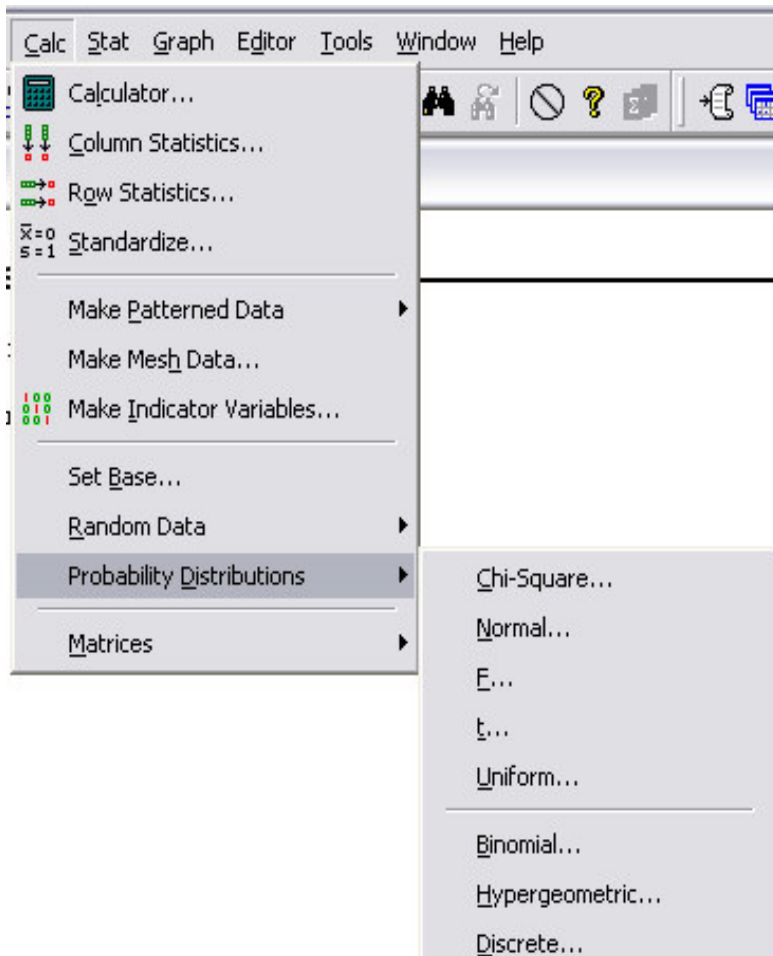 Calc Stat Graph Editor Tools Window Help
Calculator...
Column Statistics...
Row Statistics...
x̄=0
s=1
Standardize...
Make Patterned Data
Make Mesh Data...
Make Indicator Variables...
Set Base...
Random Data
Probability Distributions
Matrices
Chi-Square...
Normal...
F...
t...
Uniform...
Binomial...
Hypergeometric...
Discrete...